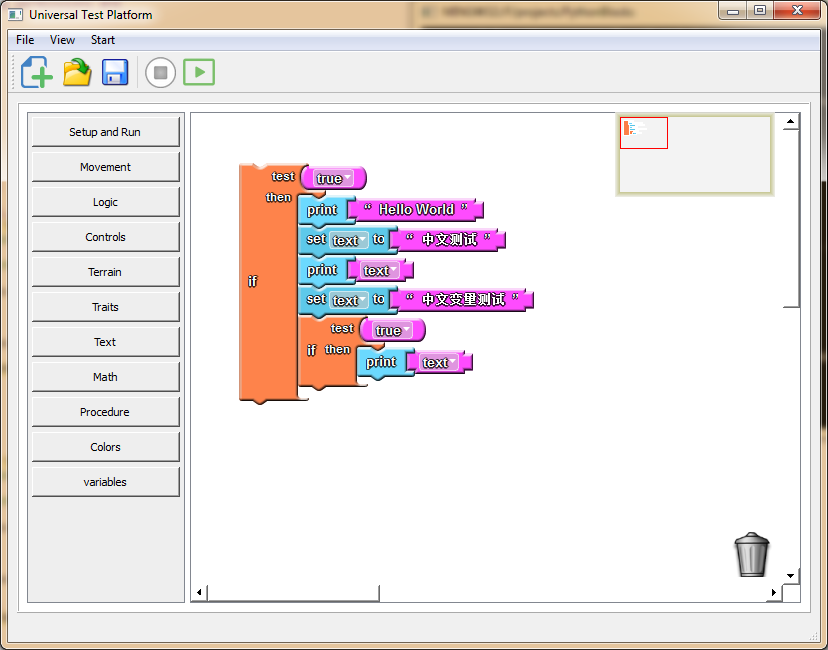 Universal Test Platform
File View Start
Setup and Run
Movement
Logic
Controls
Terrain
Traits
Text
Math
Procedure
Colors
variables
test true
then
print “ Hello World ”
set text to “ 中文测试 ”
print text
if
set text to “ 中文变量测试 ”
test true
if then
print text